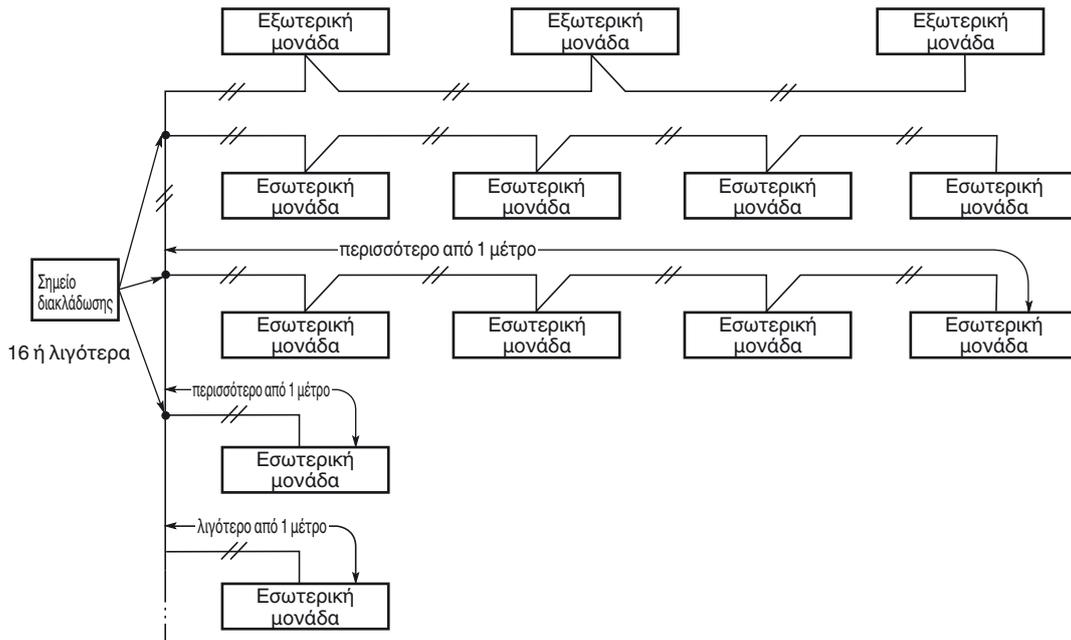 Εξωτερική
μονάδα
Εξωτερική
μονάδα
Εξωτερική
μονάδα
Εσωτερική
μονάδα
Εσωτερική
μονάδα
Εσωτερική
μονάδα
Εσωτερική
μονάδα
περισσότερο από 1 μέτρο
Σημείο
διακλάδωσης
16 ή λιγότερα
Εσωτερική
μονάδα
Εσωτερική
μονάδα
Εσωτερική
μονάδα
Εσωτερική
μονάδα
περισσότερο από 1 μέτρο
Εσωτερική
μονάδα
λιγότερο από 1 μέτρο
Εσωτερική
μονάδα